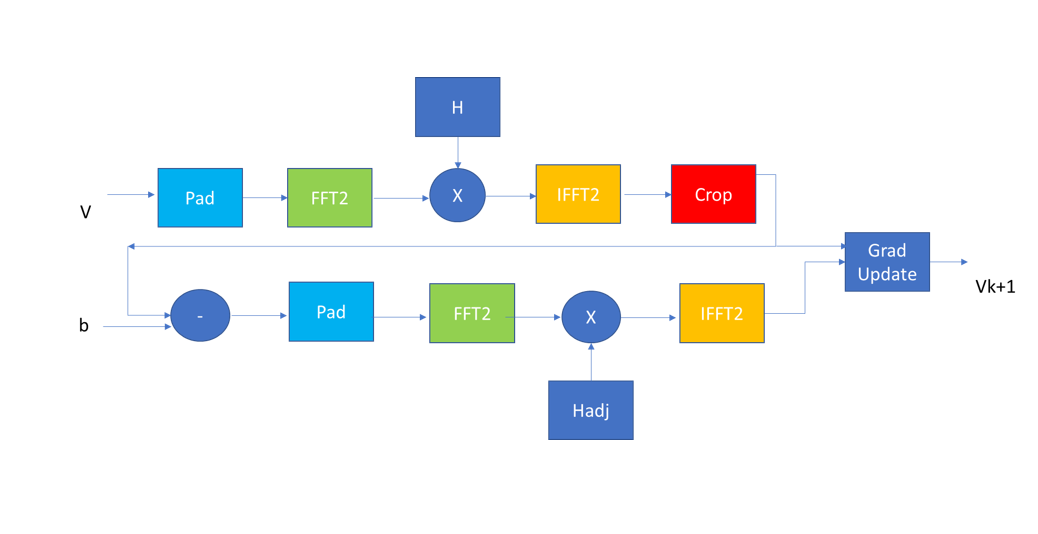 H
V
Pad
FFT2
X
IFFT2
Crop
Grad
Update
Vk+1
b
-
Pad
FFT2
X
IFFT2
Hadj